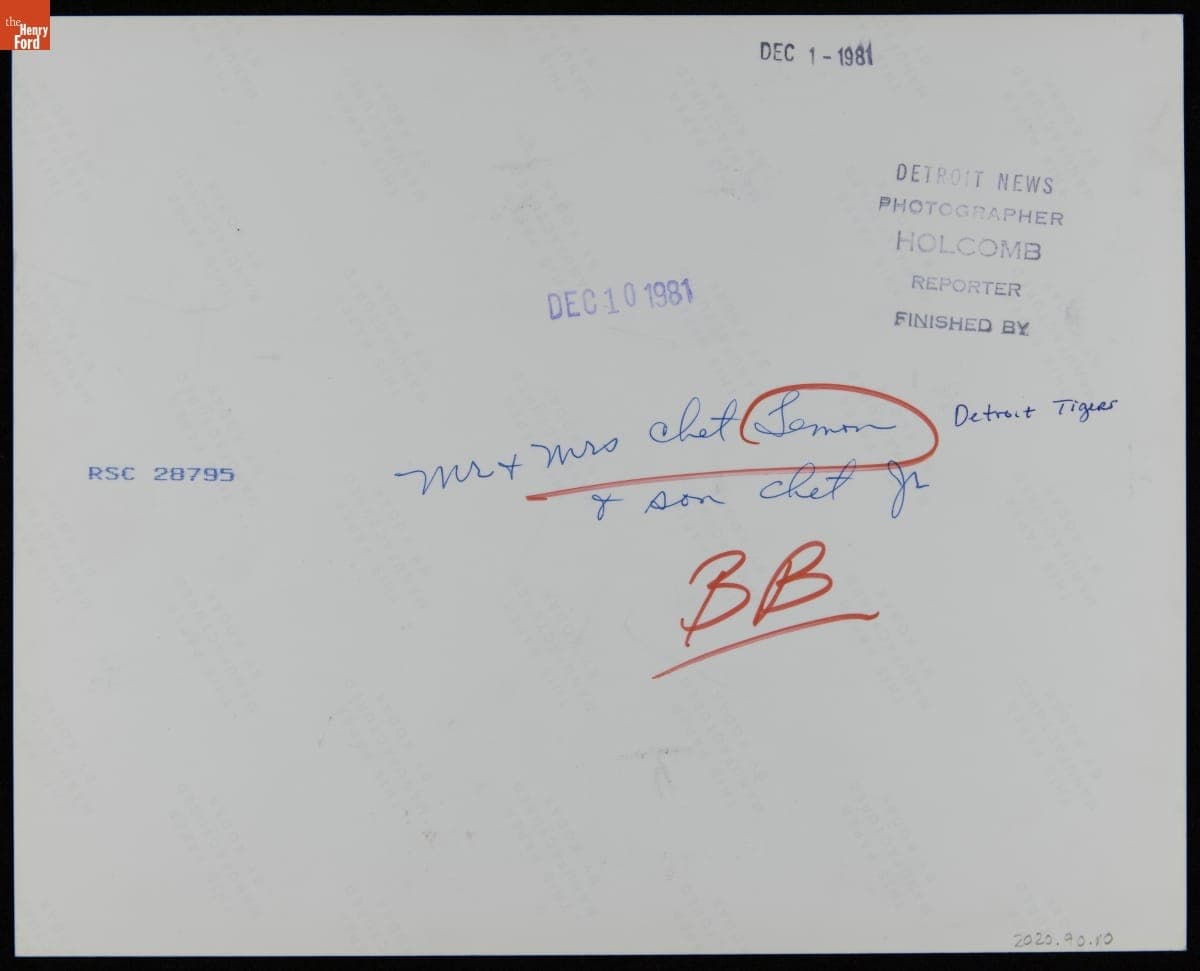 the
Henry
Ford
DEC 1 - 1981
DETROIT NEWS
PHOTOGRAPHER
HOLCOMB
REPORTER
FINISHED BY
DEC 10 1981
Mr + Mrs Chet Lemon
Detroit Tigers
& son Chet Jr
RSC 28795
BB
2020.90.10